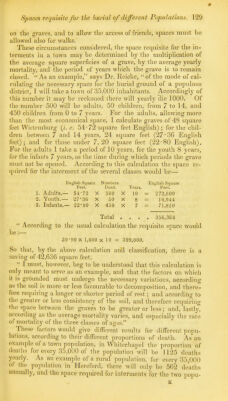 Spaces requisite for the burial of different Populations. 129
on the graves, and to allow the access of friends, spaces must be
allowed also for walks.
These circumstances considered, the space requisite for the in-
terments in a town may be determined by the multiplication of
the average square superficies of a grave, by the average yearly
mortality, and the period of years which the grave is to remain
closed. "As an example," says Dr. Reicke, "of the mode of cal-
culating the necessary space for the burial ground of a populous
district, I will take a town of 35,000 inhabitants. Accordingly of
this number it may be reckoned there will yearly die 1000. Of
the number 500 will be adults, 50 children, from 7 to 14, and
450 children from 0 to 7 years. For the adults, allowing more
than the most economical space, I calculate graves of 48 square
feet Wirtemburg (i. e. 54·72 square feet English); for the chil-
dren between 7 and 14 years, 24 square feet (27·36 English
feet); and for those under 7, 20 square feet (22·80 English).
For the adults I take a period of 10 years, for the youth 8 years,
for the infants 7 years, as the time during which periods the grave
must not be opened. According to this calculation the space re-
quired for the interment of the several classes would be—
English Square Feet. Numbers Dead. Years. English Square Feet.
1. Adults.— 54·72 × 500 × 10 = 273,600
2. Youth.— 27·36 × 50 × 8 = 10,944
3. Infants.— 22·80 × 450 × 7 = 71,820
Total . . . . 356,364
"According to the usual calculation the requisite space would
be—
39·90 × 1,000 × 10 = 399,000.
So that, by the above calculation and classification, there is a
saving of 42,636 square feet.
"I must, however, beg to be understood that this calculation is
only meant to serve as an example, and that the factors on which
it is grounded must undergo the necessary variations, according
as the soil is more or less favourable to decomposition, and there-
fore requiring a longer or shorter period of rest; and according to
the greater or less consistency of the soil, and therefore requiring
the space between the graves to be greater or less; and, lastly,
according as the average mortality varies, and especially the rate
of mortality of the three classes of ages."
These factors would give different results for different popu-
lations, according to their different proportions of death. As an
example of a town population, in Whitechapel the proportion of
deaths for every 35,000 of the population will be 1125 deaths
yearly. As an example of a rural population, for every 35,000
of the population in Hereford, there will only be 562 deaths
annually, and the space required for interments for the two popu-
K